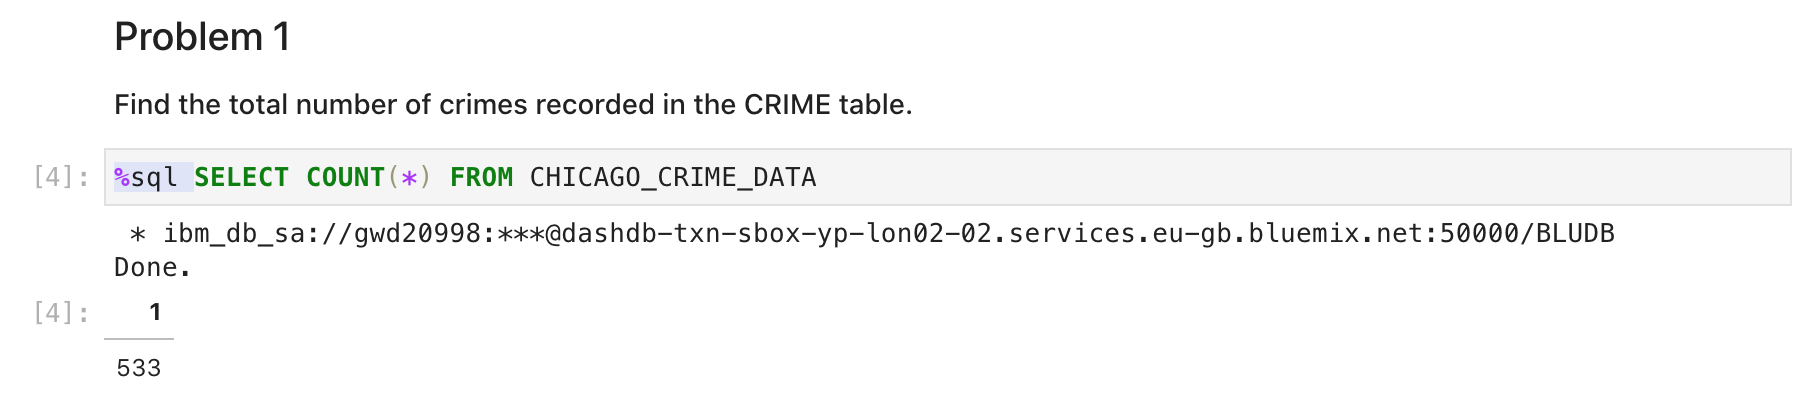 Problem 1
Find the total number of crimes recorded in the CRIME table.
[4]: %sql SELECT COUNT(*) FROM CHICAGO_CRIME_DATA
* ibm_db_sa://gwd20998:***@dashdb-txn-sbox-yp-lon02-02.services.eu-gb.bluemix.net:50000/BLUDB
Done.
[4]: 1
533